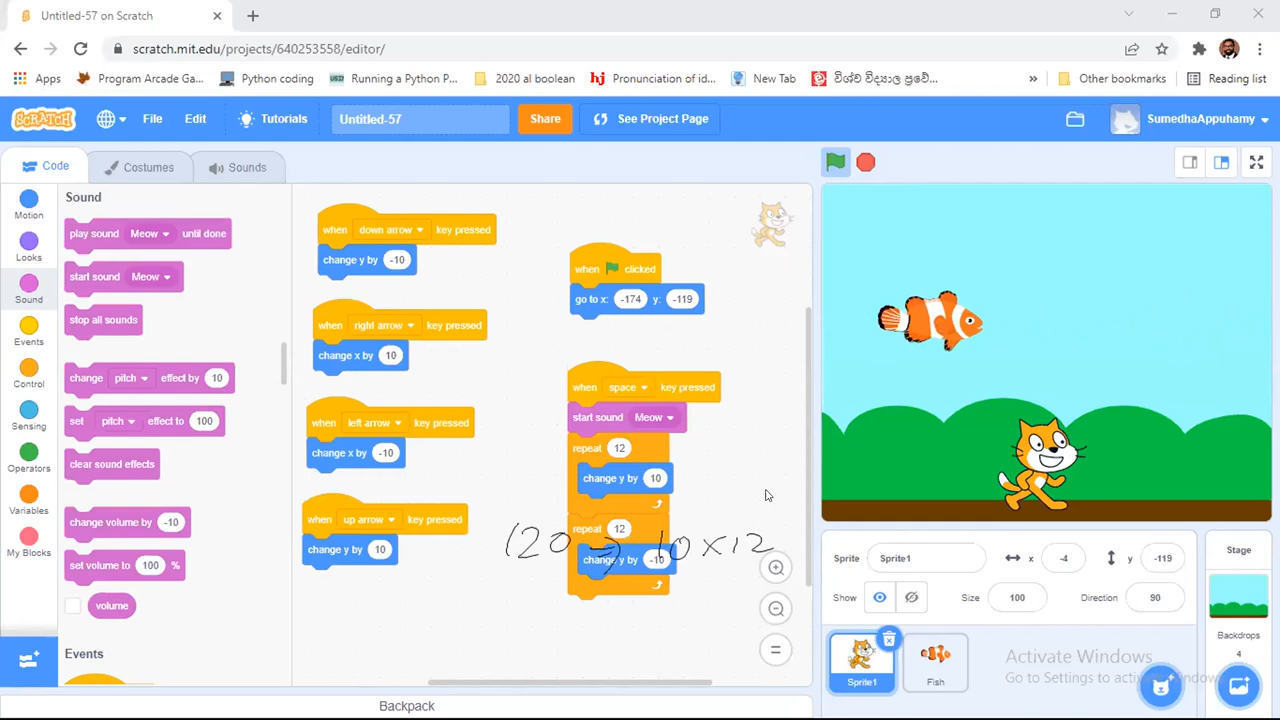 Untitled-57 on Scratch
scratch.mit.edu/projects/640253558/editor/
Apps Program Arcade Ga... Python coding Running a Python P... 2020 al boolean Pronunciation of id... New Tab විශ්ව විද්‍යාල ප්‍රවේ... » Other bookmarks Reading list
SCRATCH File Edit Tutorials Untitled-57 Share See Project Page SumedhaAppuhamy
Code Costumes Sounds
Motion
Looks
Sound
Events
Control
Sensing
Operators
Variables
My Blocks
Sound
play sound Meow until done
start sound Meow
stop all sounds
change pitch effect by 10
set pitch effect to 100
clear sound effects
change volume by -10
set volume to 100 %
volume
Events
when down arrow key pressed
change y by -10
when right arrow key pressed
change x by 10
when left arrow key pressed
change x by -10
when up arrow key pressed
change y by 10
when clicked
go to x: -174 y: -119
when space key pressed
start sound Meow
repeat 12
change y by 10
repeat 12
change y by -10
120 => 10 x 12
Backpack
Sprite Sprite1 x -4 y -119
Show Size 100 Direction 90
Sprite1
Fish
Stage
Backdrops
4
Activate Windows
Go to Settings to activate Windows.